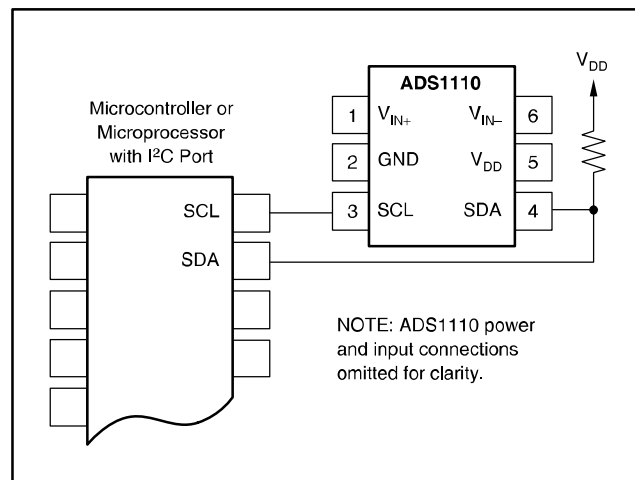 V_DD
ADS1110
Microcontroller or
Microprocessor
with I²C Port
1 V_IN+ V_IN– 6
2 GND V_DD 5
3 SCL SDA 4
SCL
SDA
NOTE: ADS1110 power
and input connections
omitted for clarity.